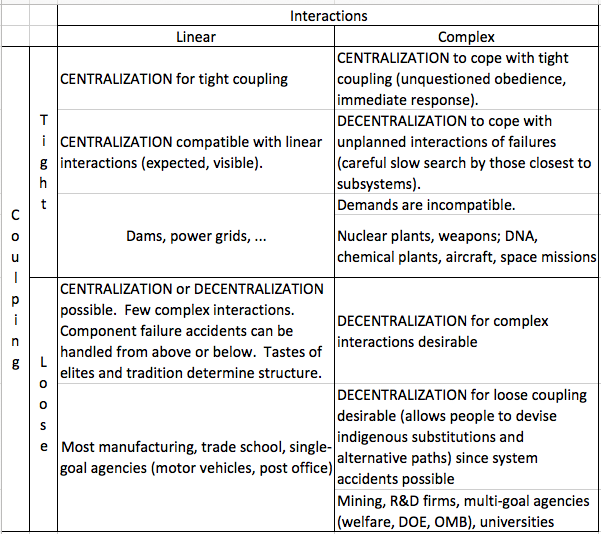 Interactions
Linear
Complex
Coulping
Tight
CENTRALIZATION for tight coupling
CENTRALIZATION to cope with tight
coupling (unquestioned obedience,
immediate response).
CENTRALIZATION compatible with linear
interactions (expected, visible).
DECENTRALIZATION to cope with
unplanned interactions of failures
(careful slow search by those closest to
subsystems).
Demands are incompatible.
Dams, power grids, ...
Nuclear plants, weapons; DNA,
chemical plants, aircraft, space missions
Loose
CENTRALIZATION or DECENTRALIZATION
possible.  Few complex interactions.
Component failure accidents can be
handled from above or below.  Tastes of
elites and tradition determine structure.
DECENTRALIZATION for complex
interactions desirable
Most manufacturing, trade school, single-
goal agencies (motor vehicles, post office)
DECENTRALIZATION for loose coupling
desirable (allows people to devise
indigenous substitutions and
alternative paths) since system
accidents possible
Mining, R&D firms, multi-goal agencies
(welfare, DOE, OMB), universities